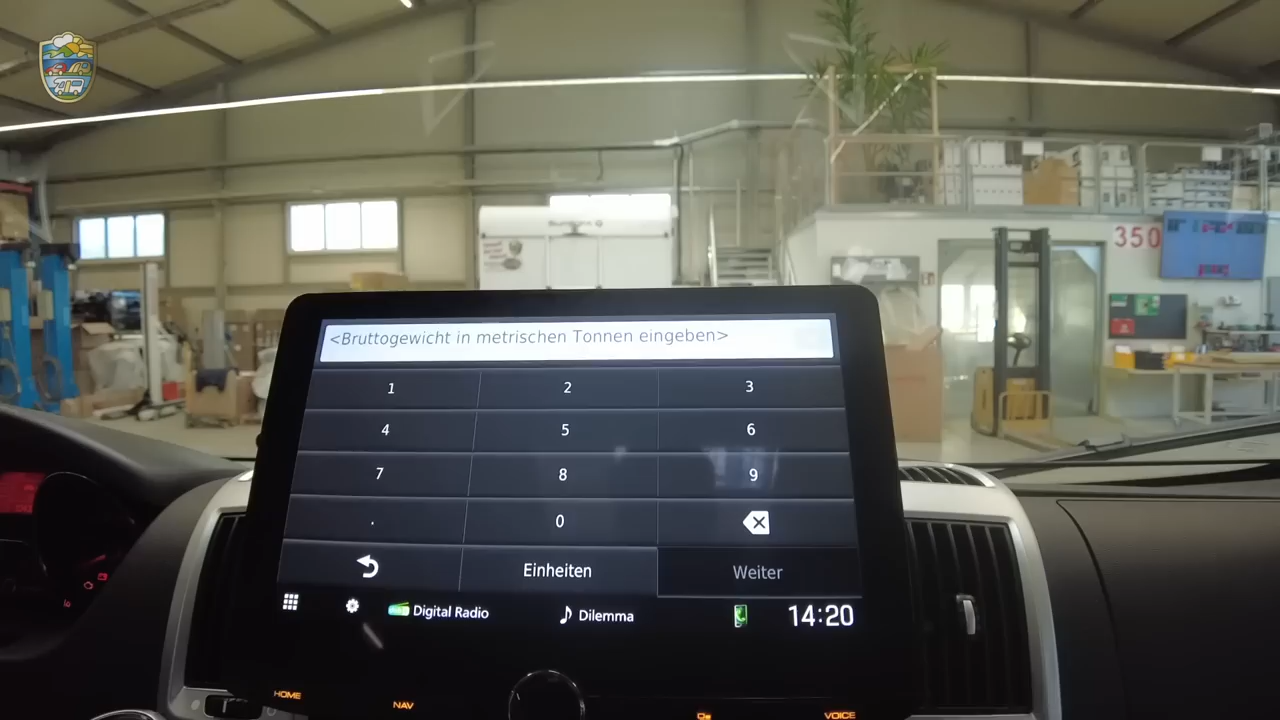 350
<Bruttogewicht in metrischen Tonnen eingeben>
1 2 3
4 5 6
7 8 9
. 0
Einheiten Weiter
Digital Radio Dilemma 14:20
HOME NAV VOICE